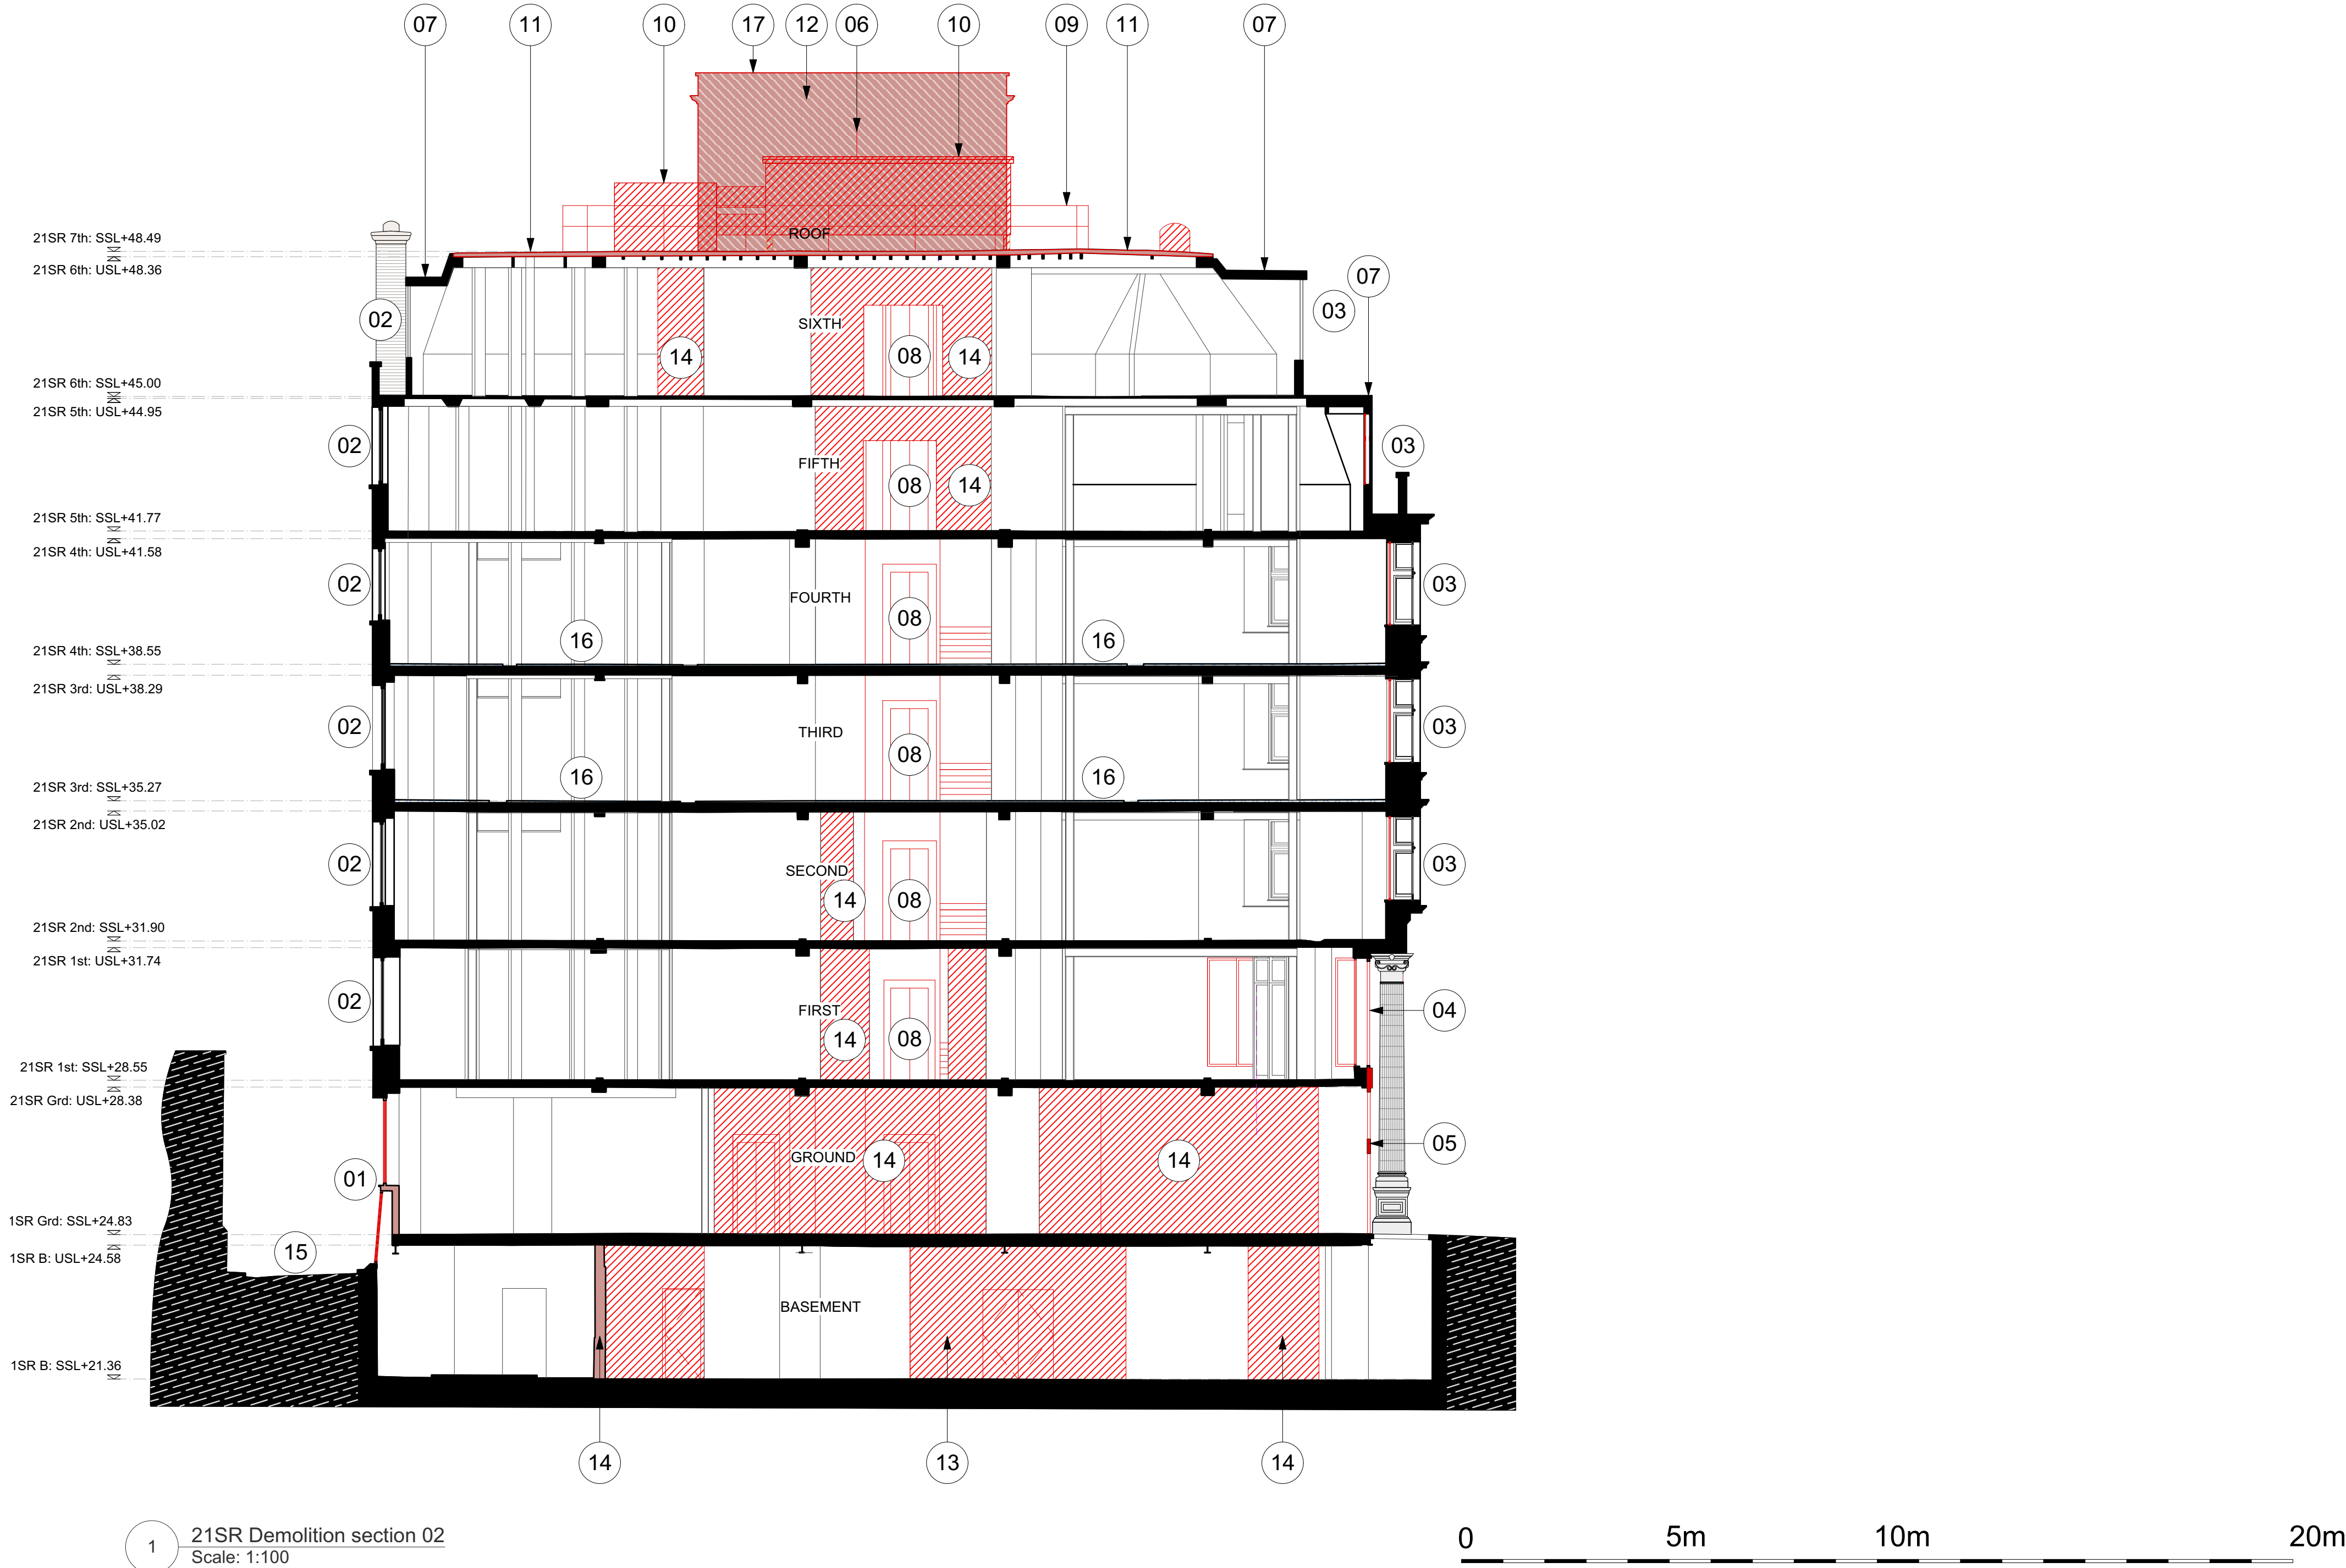 07 11 10 17 12 06 10 09 11 07
ROOF
21SR 7th: SSL+48.49
21SR 6th: USL+48.36
07
02 03
SIXTH
14 08 14
21SR 6th: SSL+45.00
21SR 5th: USL+44.95
02 03
FIFTH
08 14
21SR 5th: SSL+41.77
21SR 4th: USL+41.58
02 03
FOURTH
08
16 16
21SR 4th: SSL+38.55
21SR 3rd: USL+38.29
02 03
THIRD
08
16 16
21SR 3rd: SSL+35.27
21SR 2nd: USL+35.02
02 03
SECOND
14 08
21SR 2nd: SSL+31.90
21SR 1st: USL+31.74
02 04
FIRST
14 08
21SR 1st: SSL+28.55
21SR Grd: USL+28.38
05
GROUND 14 14
01
1SR Grd: SSL+24.83
15
1SR B: USL+24.58
BASEMENT
1SR B: SSL+21.36
14 13 14
1 21SR Demolition section 02
Scale: 1:100
0 5m 10m 20m